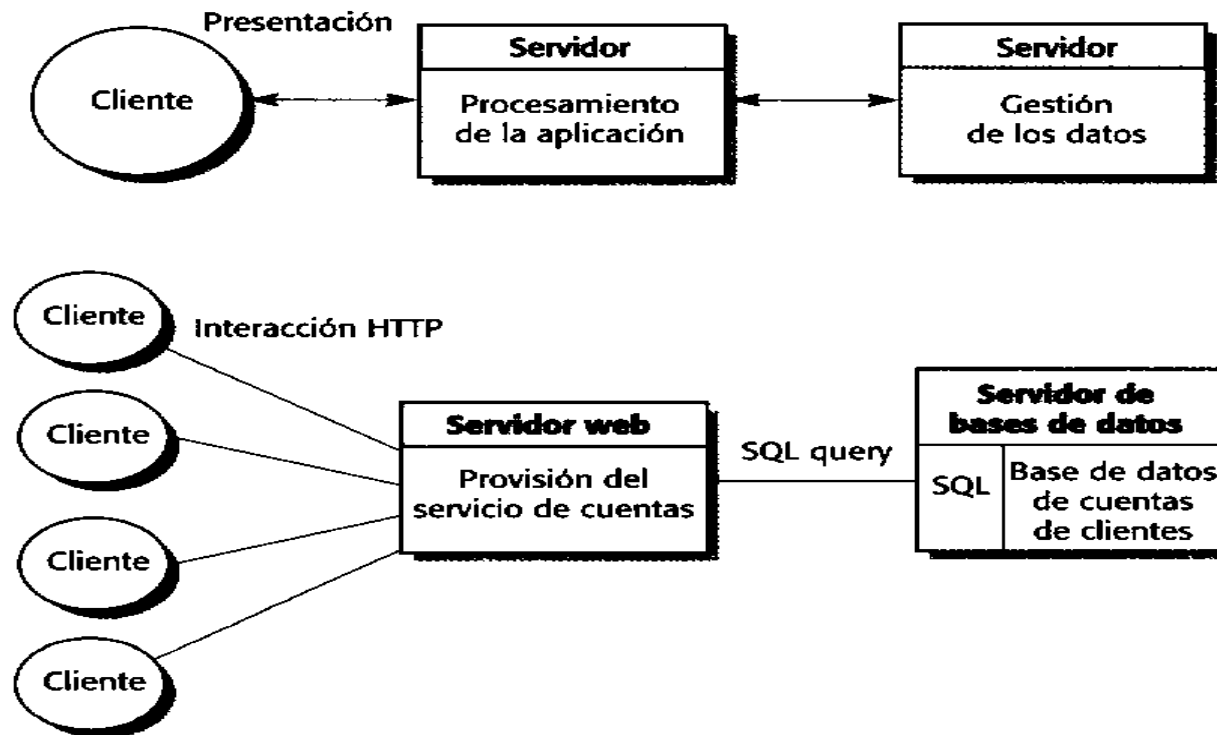 Presentación
Cliente
Servidor
Procesamiento
de la aplicación
Servidor
Gestión
de los datos
Cliente
Interacción HTTP
Cliente
Cliente
Cliente
Servidor web
Provisión del
servicio de cuentas
SQL query
Servidor de
bases de datos
SQL
Base de datos
de cuentas
de clientes